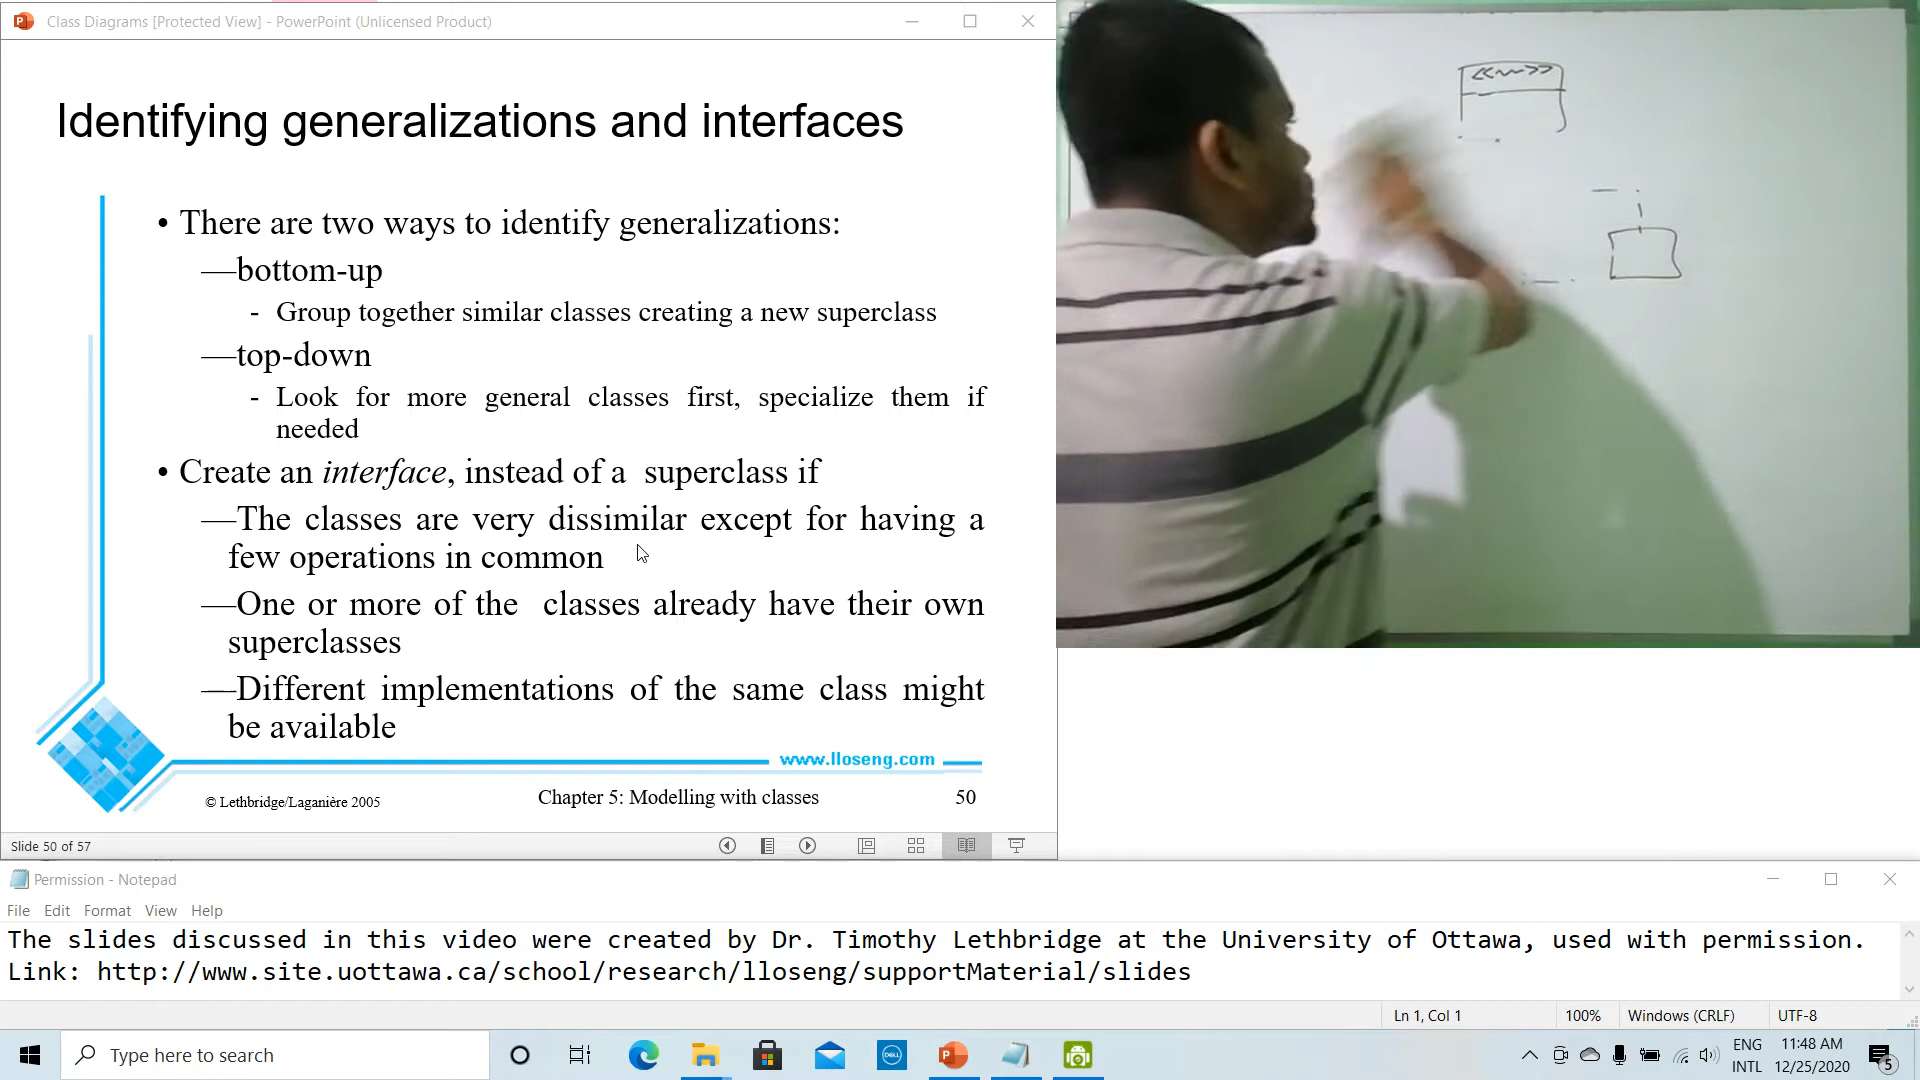 Class Diagrams [Protected View] - PowerPoint (Unlicensed Product)
Identifying generalizations and interfaces
• There are two ways to identify generalizations:
—bottom-up
- Group together similar classes creating a new superclass
—top-down
- Look for more general classes first, specialize them if
needed
• Create an interface, instead of a superclass if
—The classes are very dissimilar except for having a
few operations in common
—One or more of the classes already have their own
superclasses
—Different implementations of the same class might
be available
www.lloseng.com
© Lethbridge/Laganière 2005
Chapter 5: Modelling with classes
50
Slide 50 of 57
Permission - Notepad
File Edit Format View Help
The slides discussed in this video were created by Dr. Timothy Lethbridge at the University of Ottawa, used with permission.
Link: http://www.site.uottawa.ca/school/research/lloseng/supportMaterial/slides
Ln 1, Col 1
100%
Windows (CRLF)
UTF-8
Type here to search
DELL
ENG
INTL
11:48 AM
12/25/2020
5